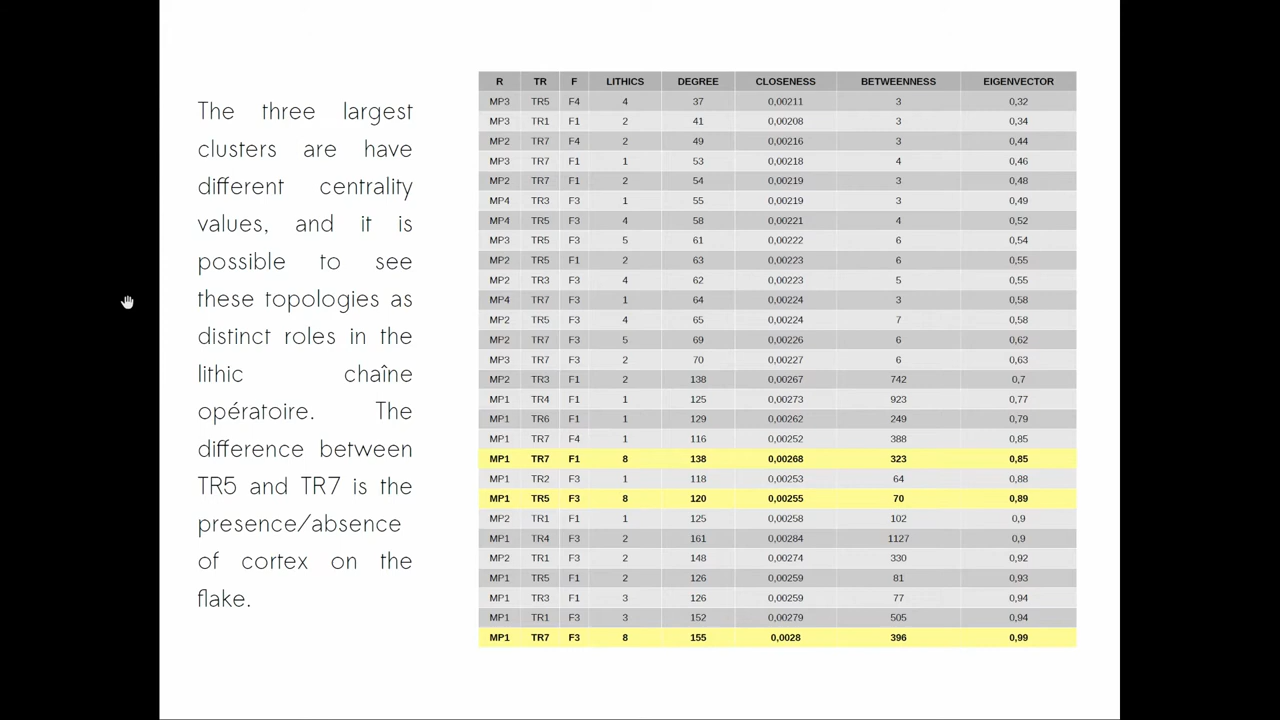 The three largest
clusters are have
different centrality
values, and it is
possible to see
these topologies as
distinct roles in the
lithic chaîne
opératoire. The
difference between
TR5 and TR7 is the
presence/absence
of cortex on the
flake.
R TR F LITHICS DEGREE CLOSENESS BETWEENNESS EIGENVECTOR
MP3 TR5 F4 4 37 0,00211 3 0,32
MP3 TR1 F1 2 41 0,00208 3 0,34
MP2 TR7 F4 2 49 0,00216 3 0,44
MP3 TR7 F1 1 53 0,00218 4 0,46
MP2 TR7 F1 2 54 0,00219 3 0,48
MP4 TR3 F3 1 55 0,00219 3 0,49
MP4 TR5 F3 4 58 0,00221 4 0,52
MP3 TR5 F3 5 61 0,00222 6 0,54
MP2 TR5 F1 2 63 0,00223 6 0,55
MP2 TR3 F3 4 62 0,00223 5 0,55
MP4 TR7 F3 1 64 0,00224 3 0,58
MP2 TR5 F3 4 65 0,00224 7 0,58
MP2 TR7 F3 5 69 0,00226 6 0,62
MP3 TR7 F3 2 70 0,00227 6 0,63
MP2 TR3 F1 2 138 0,00267 742 0,7
MP1 TR4 F1 1 125 0,00273 923 0,77
MP1 TR6 F1 1 129 0,00262 249 0,79
MP1 TR7 F4 1 116 0,00252 388 0,85
MP1 TR7 F1 8 138 0,00268 323 0,85
MP1 TR2 F3 1 118 0,00253 64 0,88
MP1 TR5 F3 8 120 0,00255 70 0,89
MP2 TR1 F1 1 125 0,00258 102 0,9
MP1 TR4 F3 2 161 0,00284 1127 0,9
MP2 TR1 F3 2 148 0,00274 330 0,92
MP1 TR5 F1 2 126 0,00259 81 0,93
MP1 TR3 F1 3 126 0,00259 77 0,94
MP1 TR1 F3 3 152 0,00279 505 0,94
MP1 TR7 F3 8 155 0,0028 396 0,99